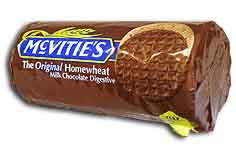 McVITIE'S
The Original Homewheat
Milk Chocolate Digestive